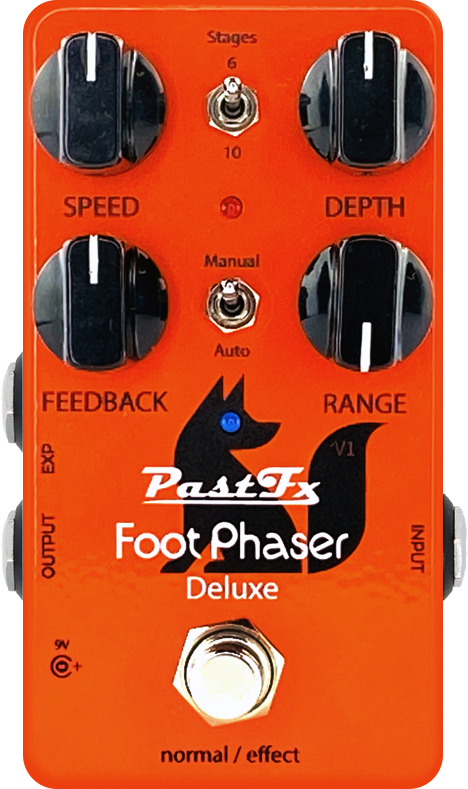 Stages
6
10
SPEED
DEPTH
Manual
Auto
FEEDBACK
RANGE
EXP
V1
PastFx
Foot Phaser
Deluxe
OUTPUT
INPUT
9V
+
normal / effect